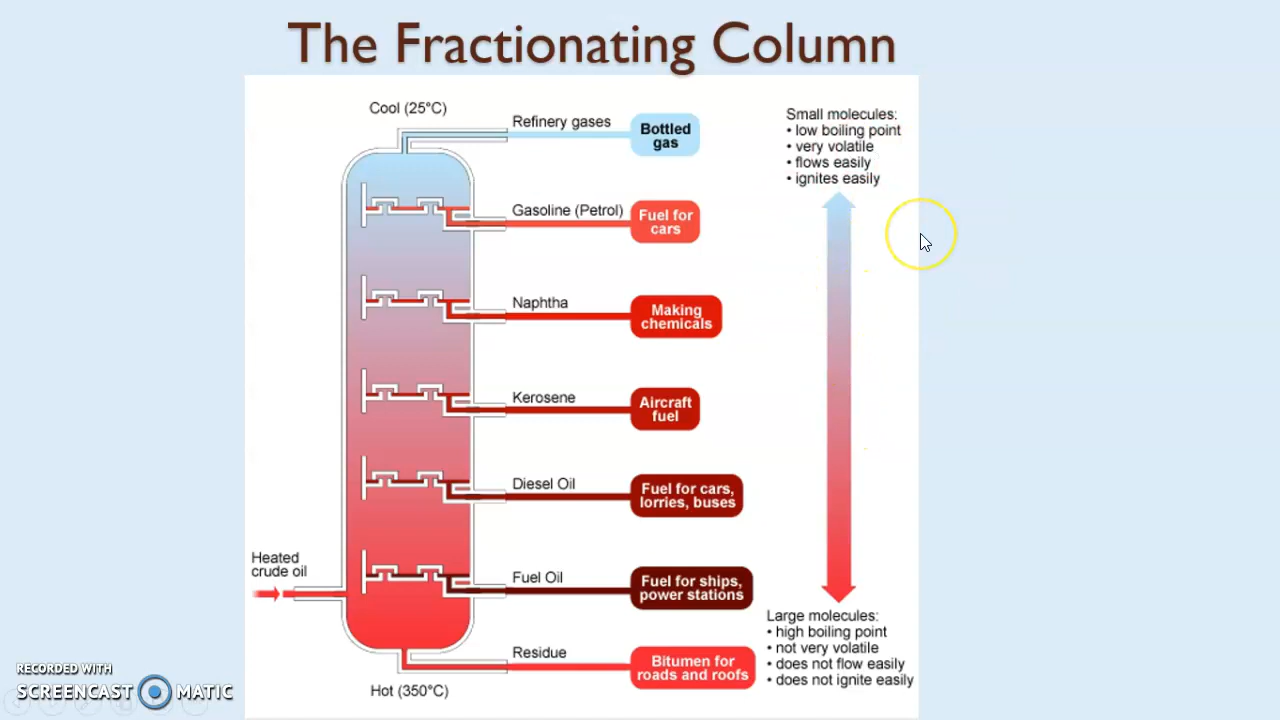 The Fractionating Column
Cool (25°C)
Refinery gases
Bottled
gas
Gasoline (Petrol)
Fuel for
cars
Naphtha
Making
chemicals
Kerosene
Aircraft
fuel
Diesel Oil
Fuel for cars,
lorries, buses
Heated
crude oil
Fuel Oil
Fuel for ships,
power stations
Residue
Bitumen for
roads and roofs
Hot (350°C)
Small molecules:
• low boiling point
• very volatile
• flows easily
• ignites easily
Large molecules:
• high boiling point
• not very volatile
• does not flow easily
• does not ignite easily
RECORDED WITH
SCREENCAST MATIC